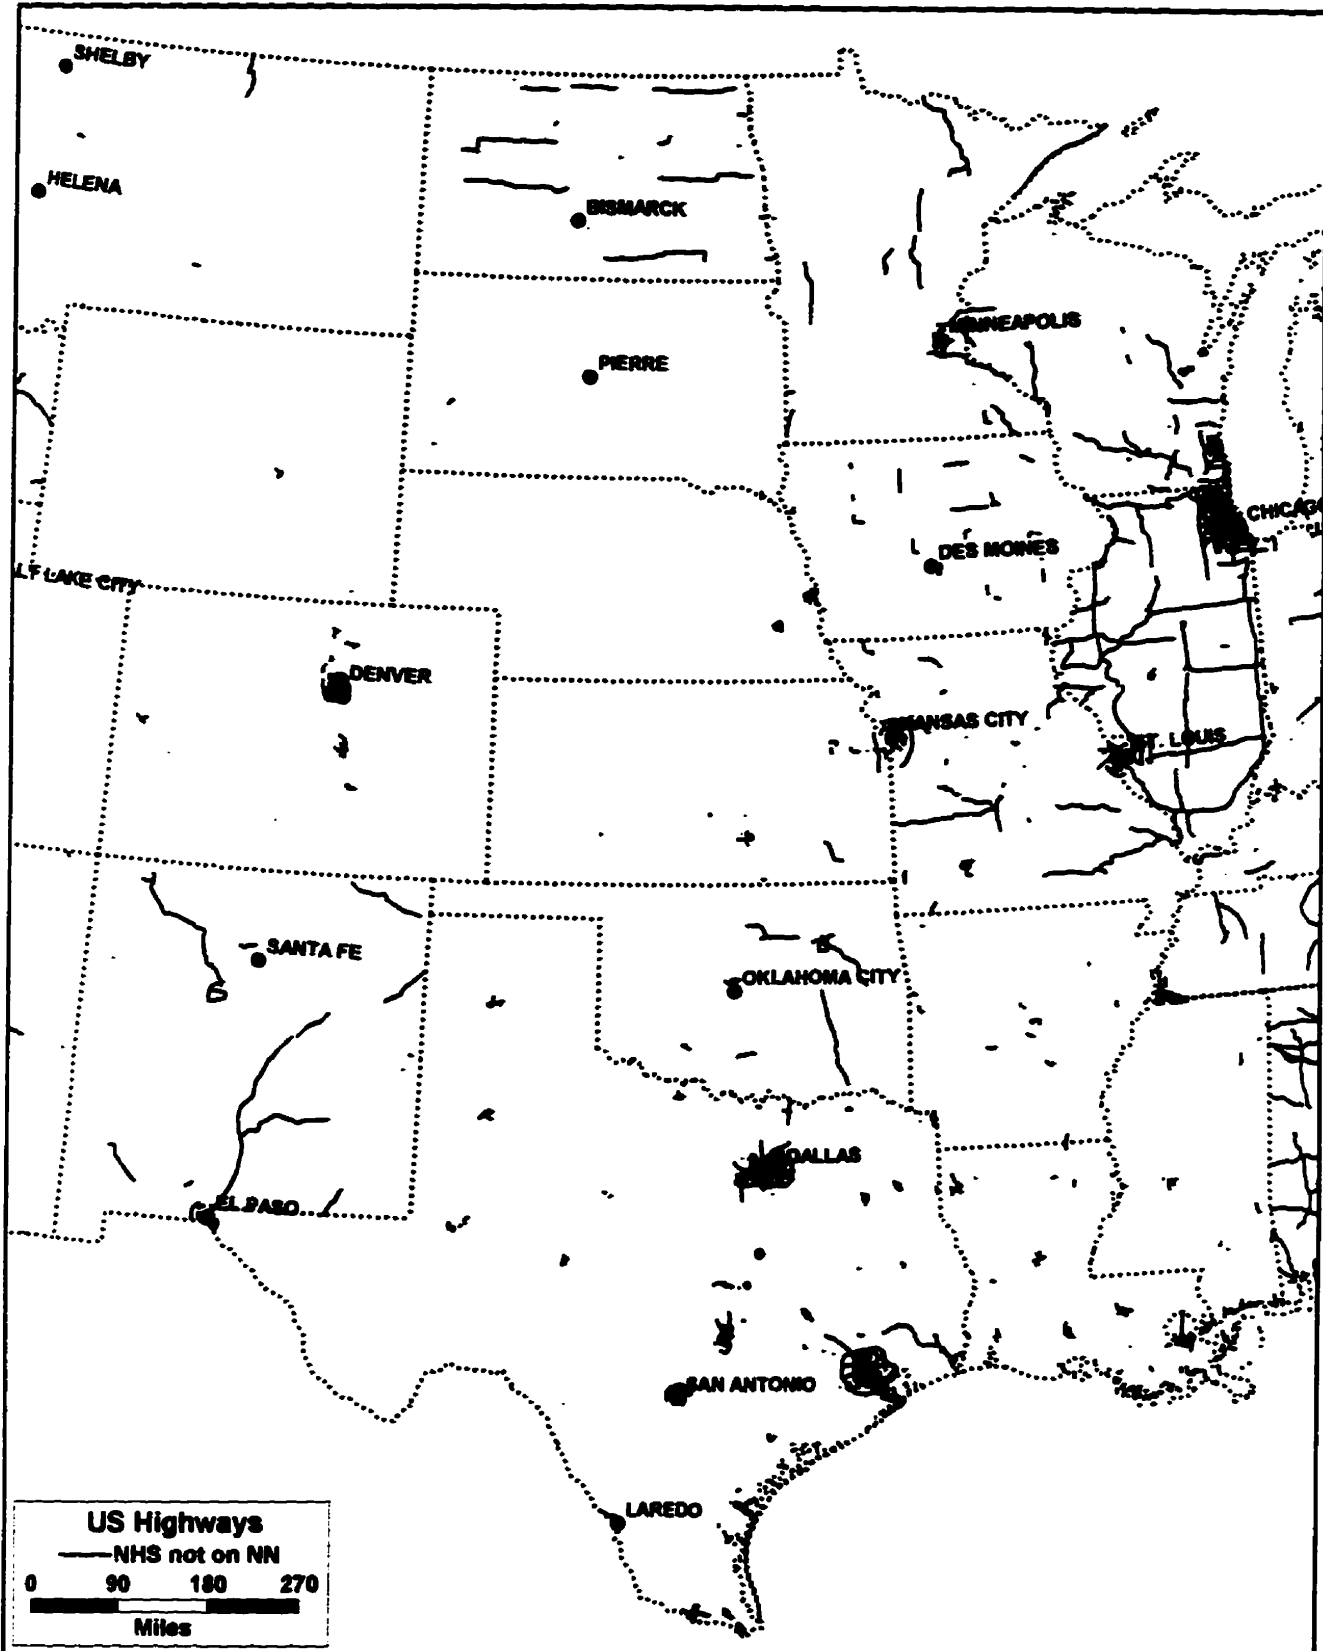 SHELBY
HELENA
BISMARCK
MINNEAPOLIS
PIERRE
CHICAGO
DES MOINES
LT LAKE CITY
DENVER
KANSAS CITY
ST. LOUIS
SANTA FE
OKLAHOMA CITY
DALLAS
EL PASO
SAN ANTONIO
LAREDO
US Highways
NHS not on NN
0 90 180 270
Miles